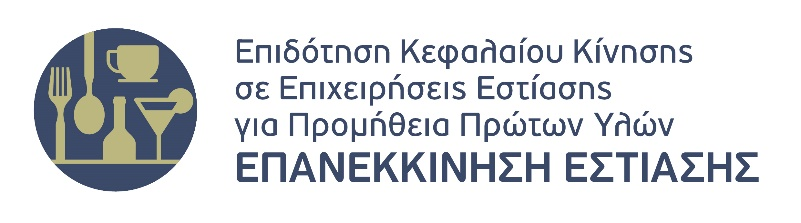 Επιδότηση Κεφαλαίου Κίνησης
σε Επιχειρήσεις Εστίασης
για Προμήθεια Πρώτων Υλών
ΕΠΑΝΕΚΚΙΝΗΣΗ ΕΣΤΙΑΣΗΣ